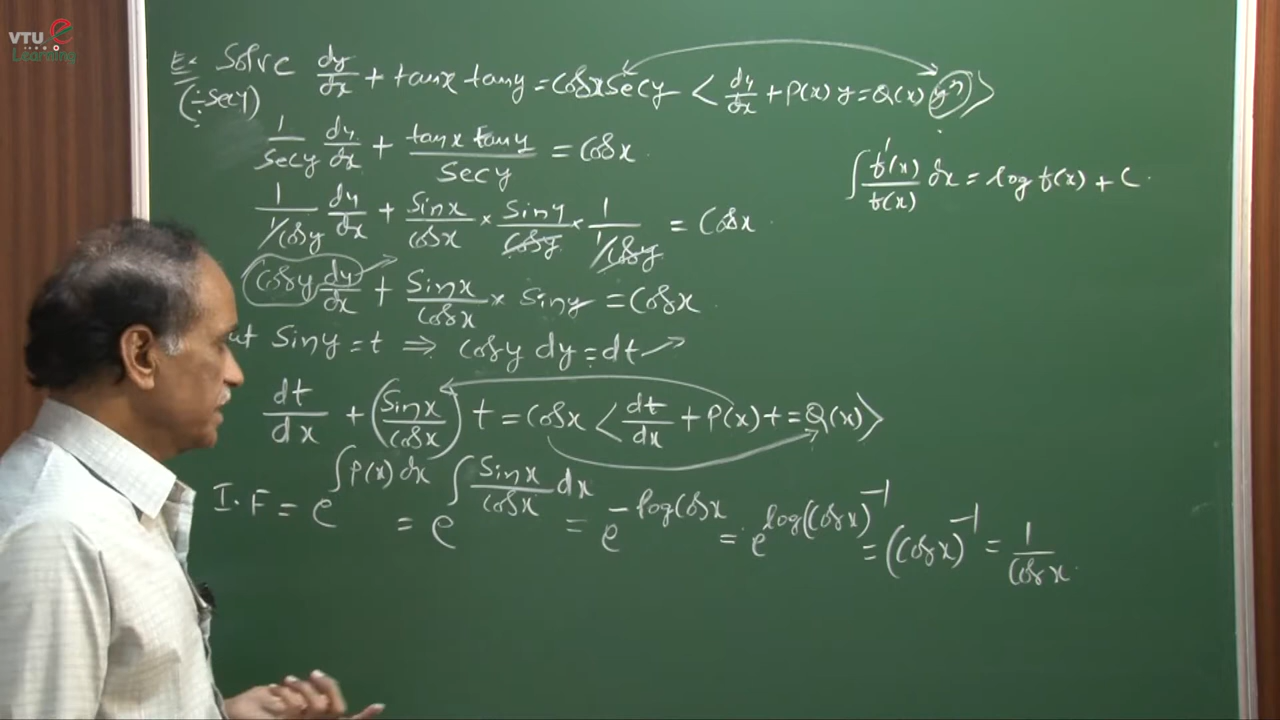 VTU e Learning
Ex Solve dy/dx + tanx tany = cosx secy < dy/dx + P(x) y = Q(x) yⁿ >
(÷ secy)
1/secy dy/dx + tanx tany/secy = cosx.
∫ f'(x)/f(x) dx = log f(x) + C.
1/(1/cosy) dy/dx + sinx/cosx × siny/cosy × 1/(1/cosy) = cosx
cosy dy/dx + sinx/cosx × siny = cosx
ut siny = t ⇒ cosy dy = dt
dt/dx + (sinx/cosx) t = cosx < dt/dx + P(x) t = Q(x) >
I.F = e^∫P(x) dx = e^∫ sinx/cosx dx = e^-log cosx = e^log(cosx)^-1 = (cosx)^-1 = 1/cosx.